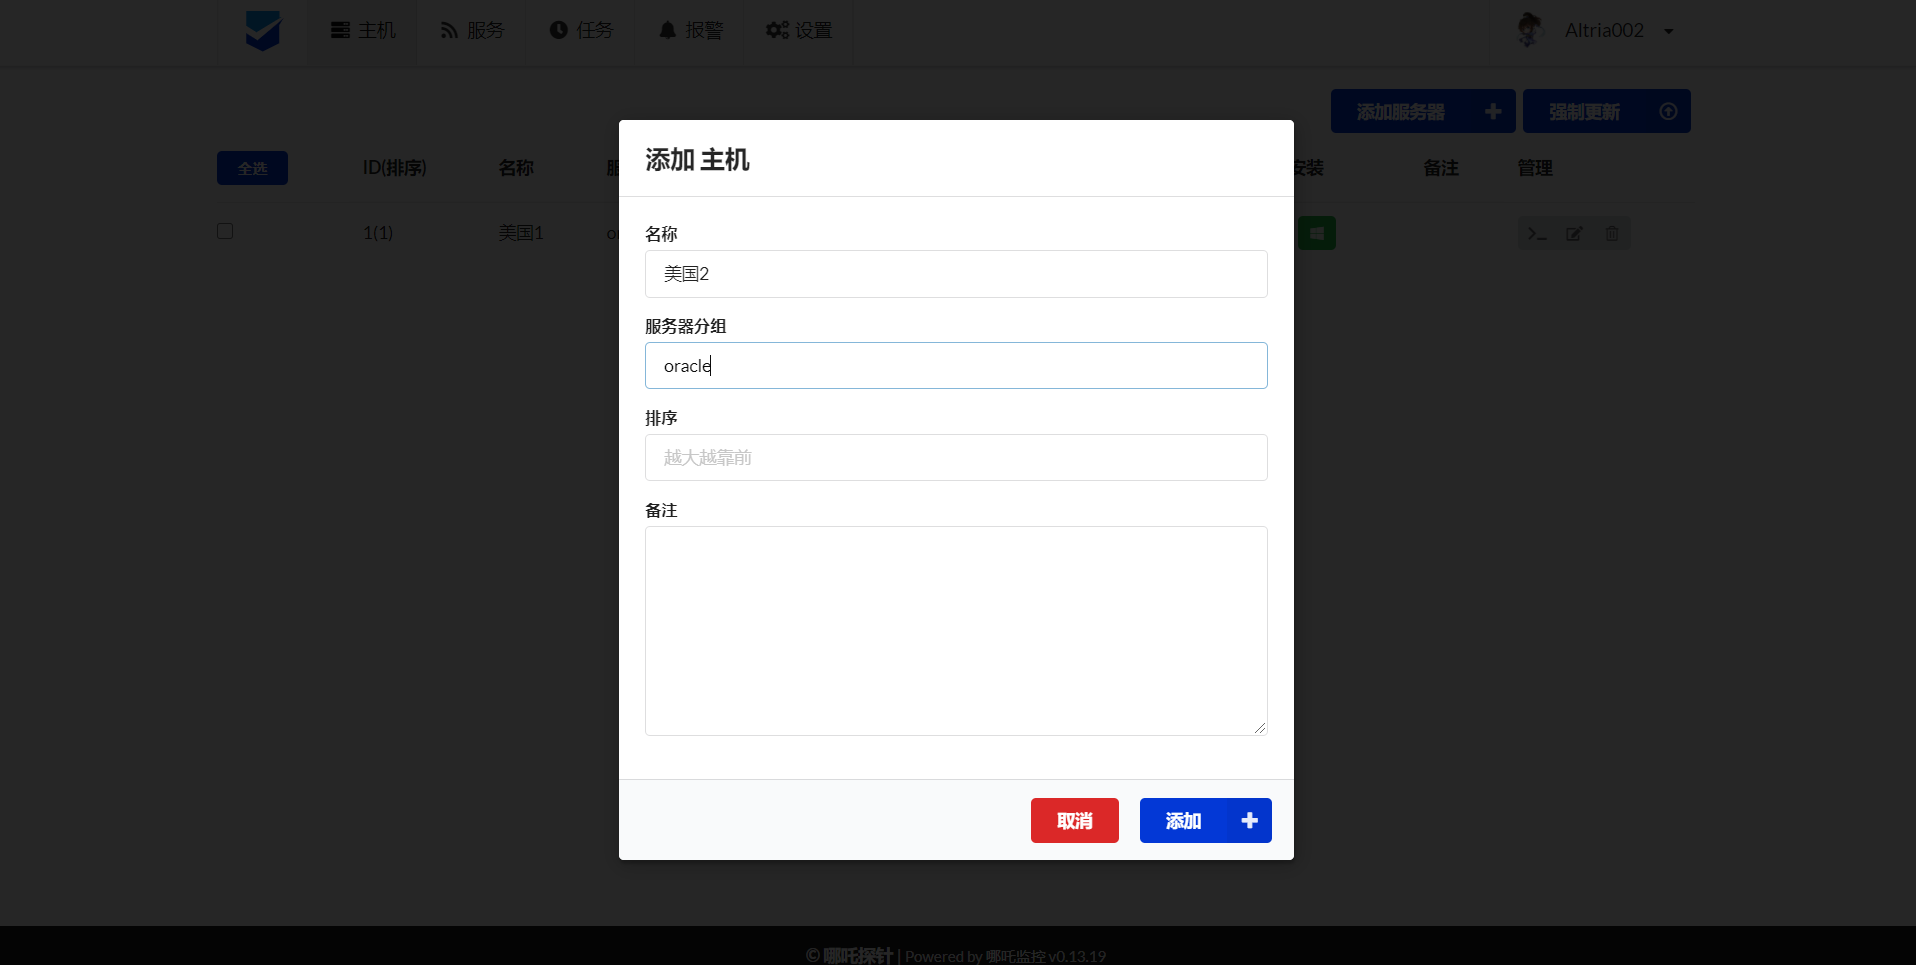 主机 服务 任务 报警 设置 Altria002
添加服务器 强制更新
全选 ID(排序) 名称 服 安装 备注 管理
1(1) 美国1 or
添加 主机
名称
美国2
服务器分组
oracle
排序
越大越靠前
备注
取消 添加
© 哪吒探针 | Powered by 哪吒监控 v0.13.19